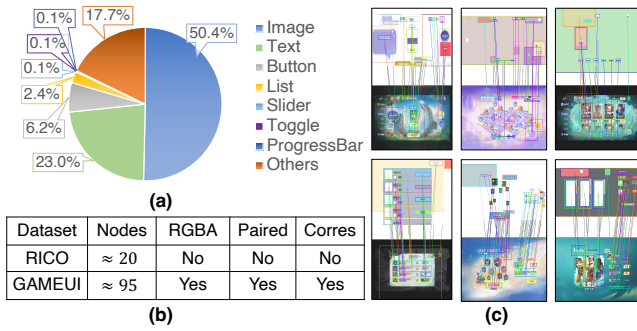 0.1%
17.7%
50.4%
0.1%
0.1%
2.4%
6.2%
23.0%
Image
Text
Button
List
Slider
Toggle
ProgressBar
Others
(a)
Dataset Nodes RGBA Paired Corres
RICO ≈ 20 No No No
GAMEUI ≈ 95 Yes Yes Yes
(b)
(c)